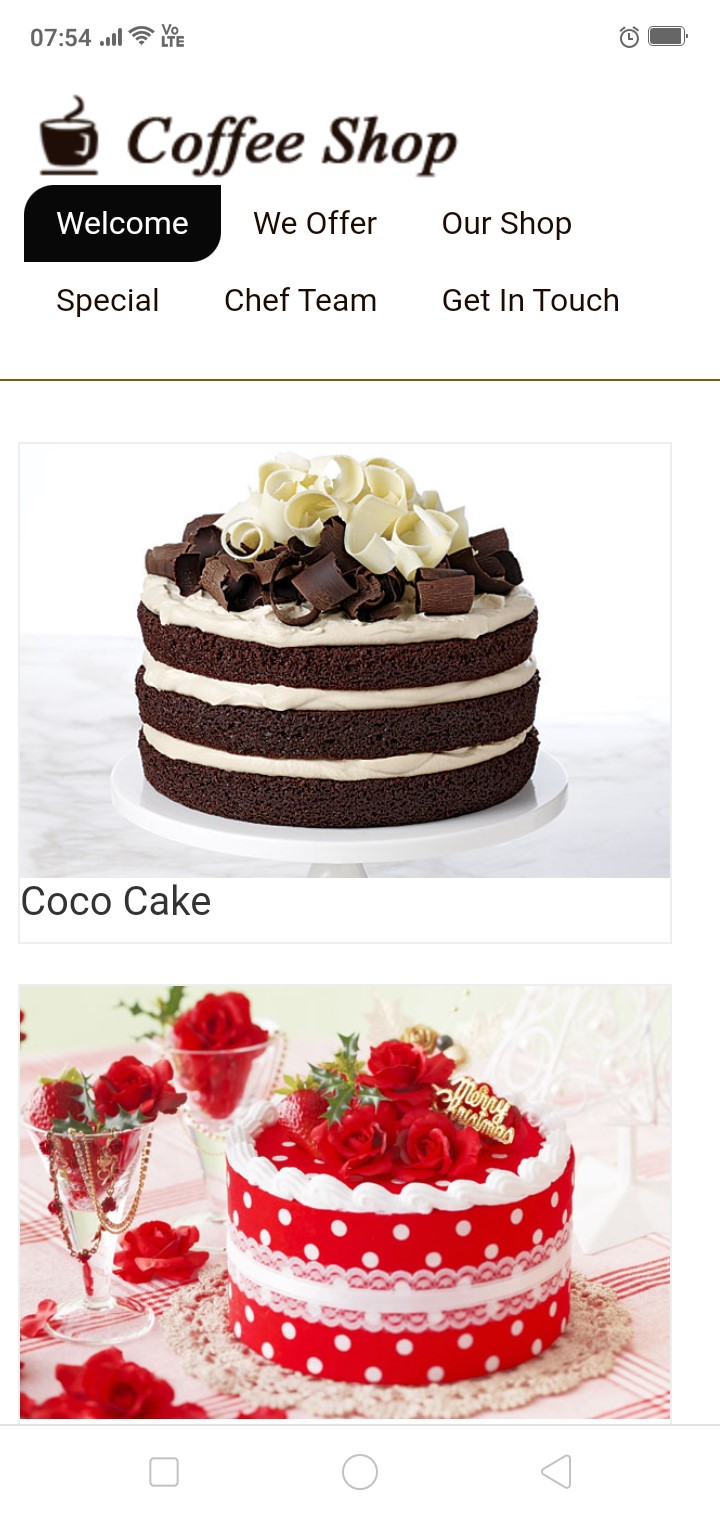 07:54 Vo LTE
Coffee Shop
Welcome We Offer Our Shop
Special Chef Team Get In Touch
Coco Cake
Merry
Christmas